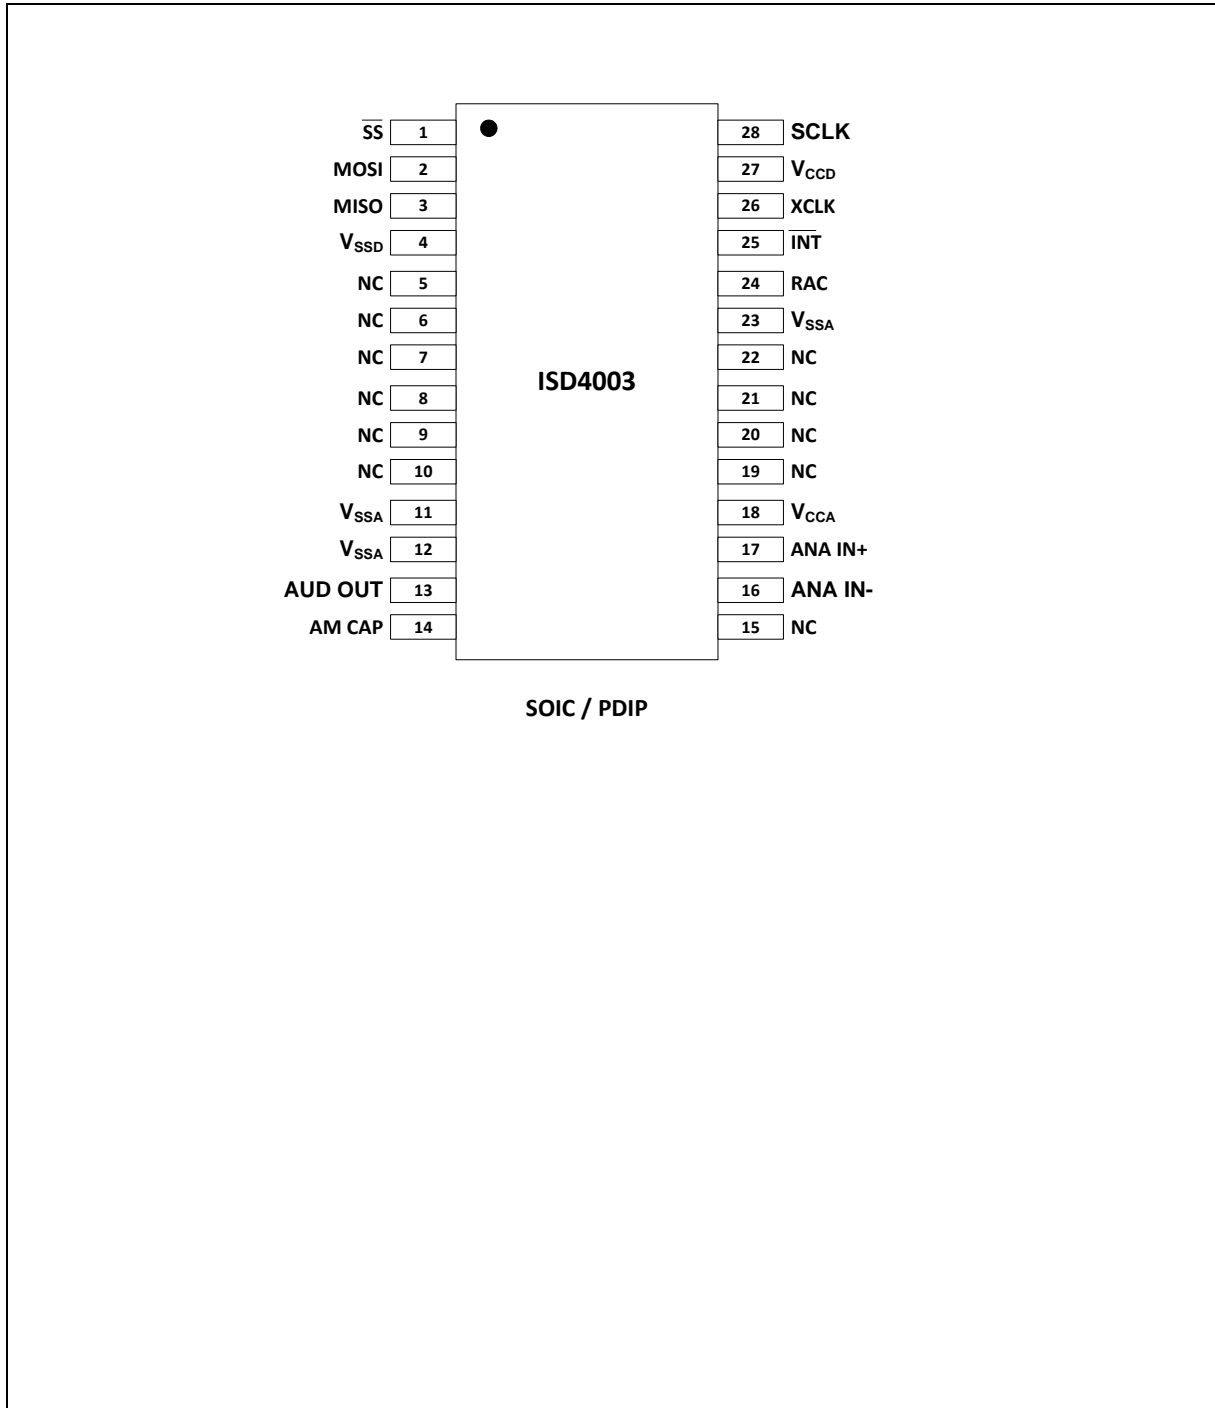 SS 1 28 SCLK
MOSI 2 27 VCCD
MISO 3 26 XCLK
VSSD 4 25 INT
NC 5 24 RAC
NC 6 23 VSSA
NC 7 22 NC
ISD4003
NC 8 21 NC
NC 9 20 NC
NC 10 19 NC
VSSA 11 18 VCCA
VSSA 12 17 ANA IN+
AUD OUT 13 16 ANA IN-
AM CAP 14 15 NC
SOIC / PDIP